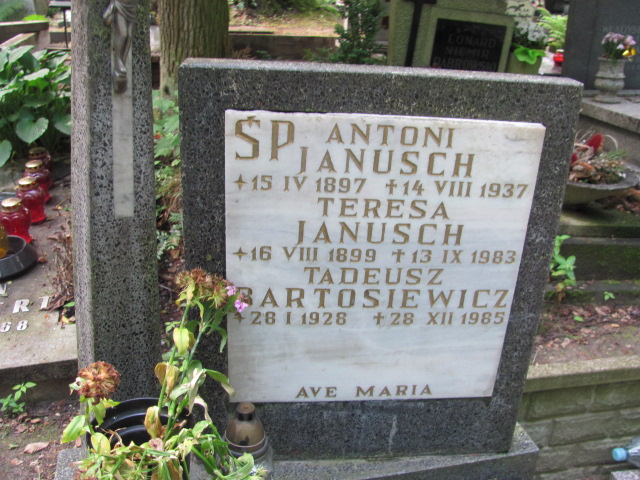 ŚP ANTONI
JANUSCH
+15 IV 1897 +14 VIII 1937
TERESA
JANUSCH
+16 VIII 1899 +13 IX 1983
TADEUSZ
BARTOSIEWICZ
+28 I 1928 +28 XII 1985
AVE MARIA